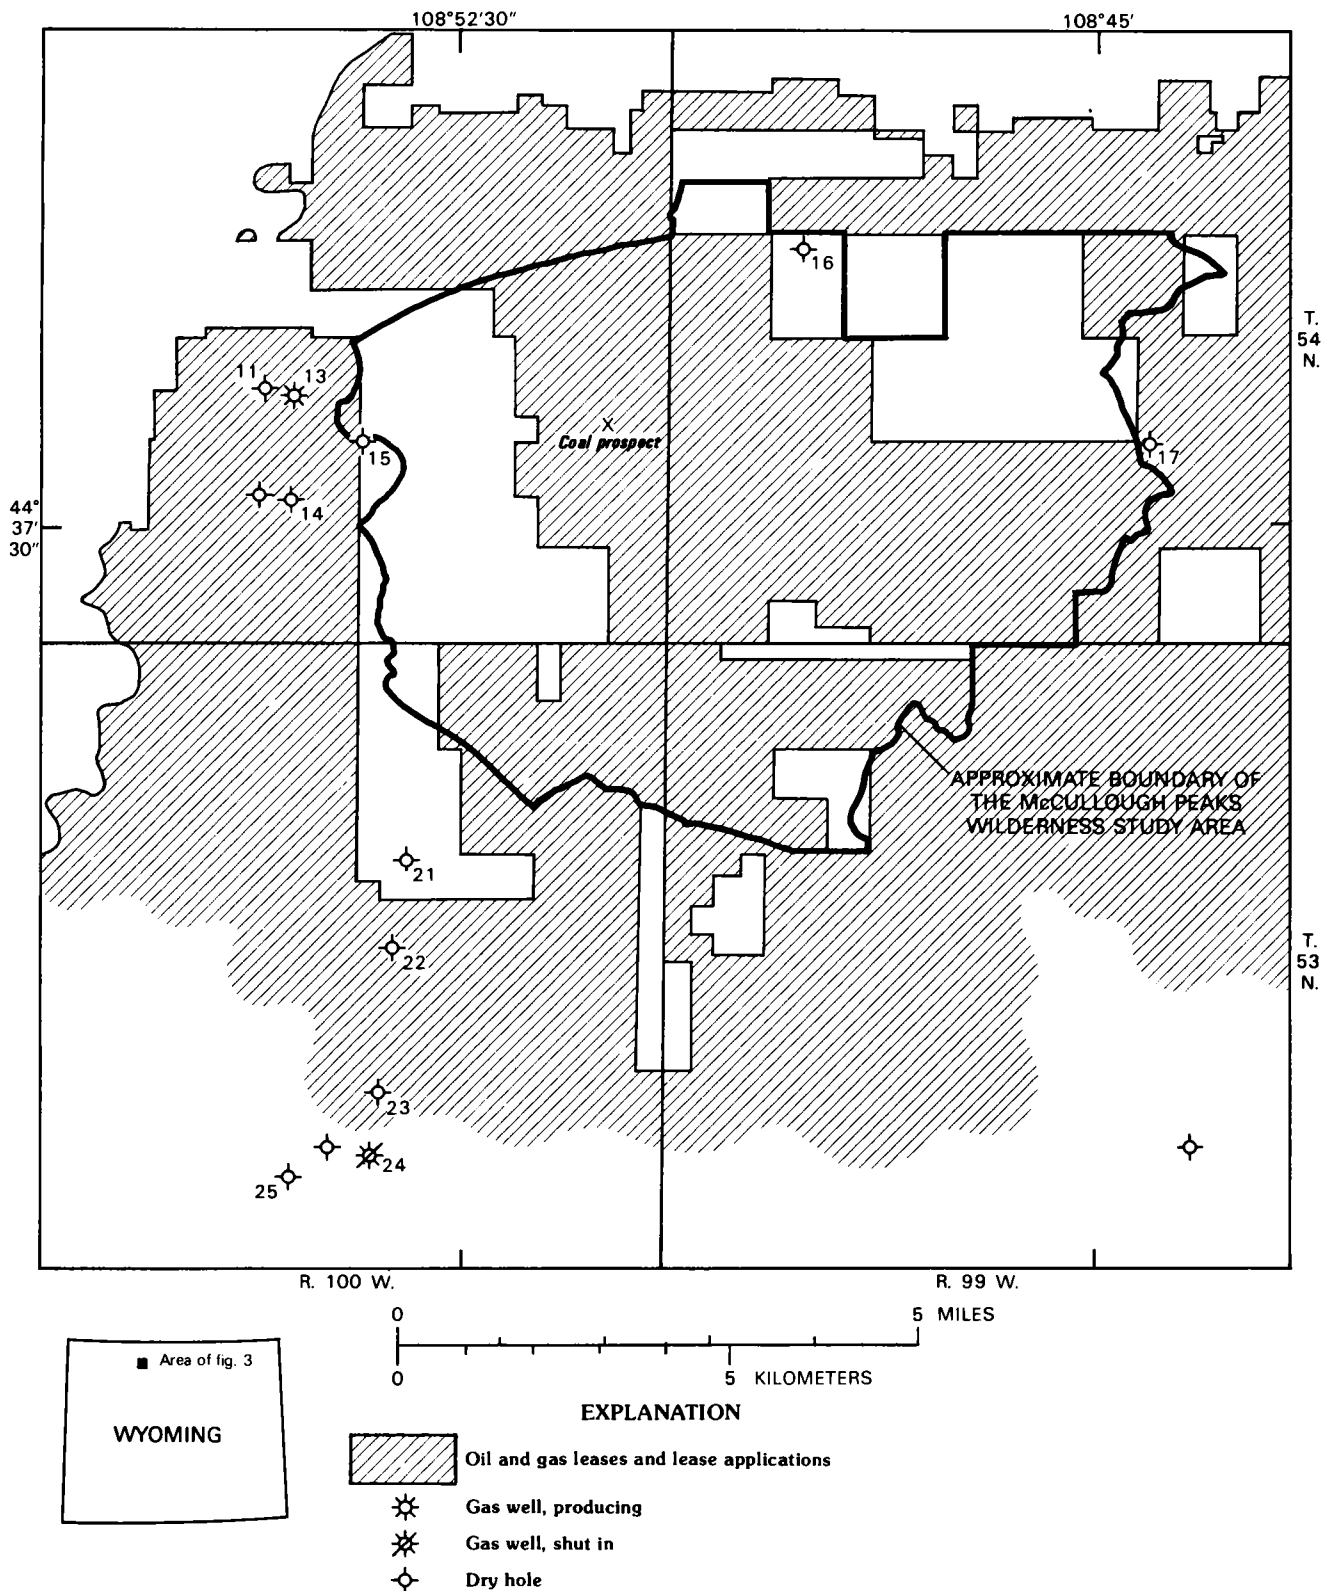 108°52'30"
108°45'
16
T.
54
N.
11
13
X
Coal prospect
15
17
14
44°
37'
30"
APPROXIMATE BOUNDARY OF
THE McCULLOUGH PEAKS
WILDERNESS STUDY AREA
21
22
T.
53
N.
23
24
25
R. 100 W.
R. 99 W.
0
5 MILES
0
5 KILOMETERS
Area of fig. 3
WYOMING
EXPLANATION
Oil and gas leases and lease applications
Gas well, producing
Gas well, shut in
Dry hole